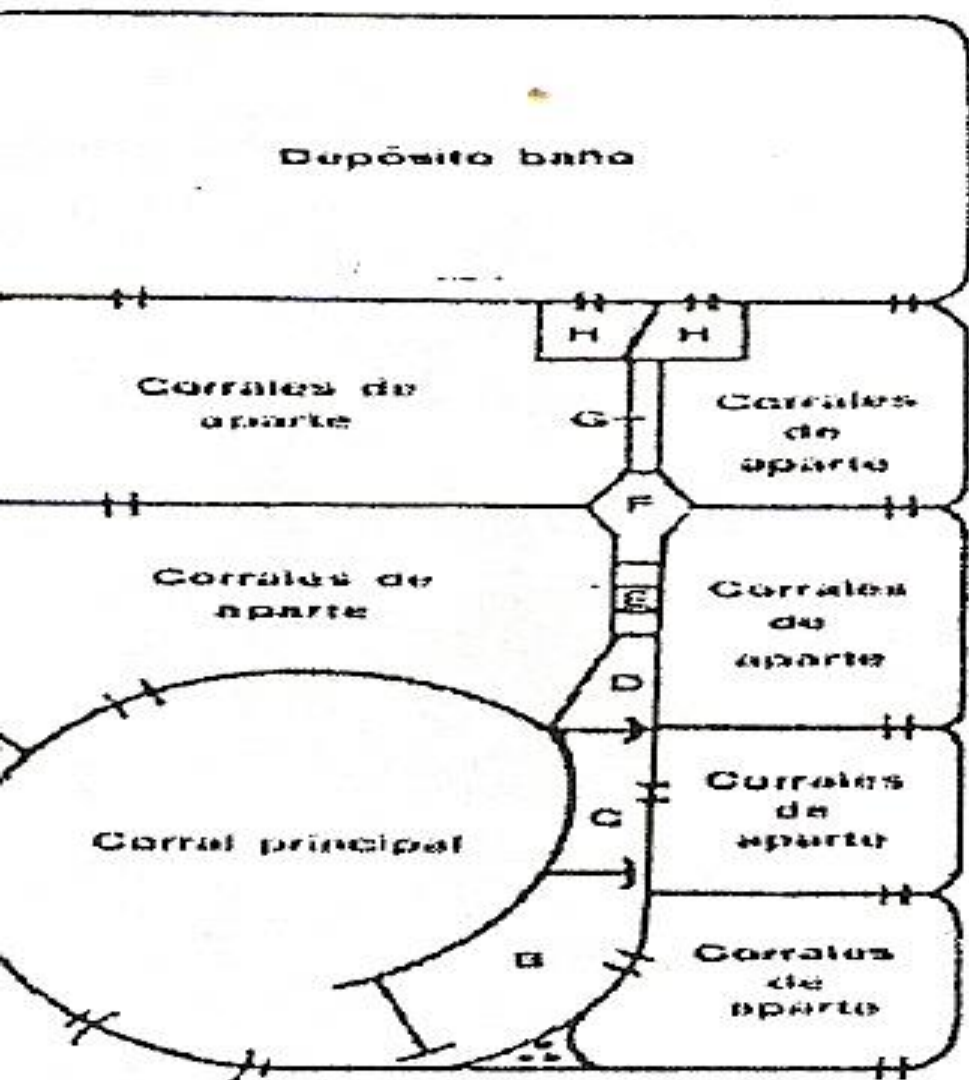 Depósito baño
H H
Corrales de
aparte
G
Corrales
de
aparte
F
Corrales de
aparte
E
Corrales
de
aparte
D
Corrales
de
aparte
C
Corral principal
B
Corrales
de
aparte